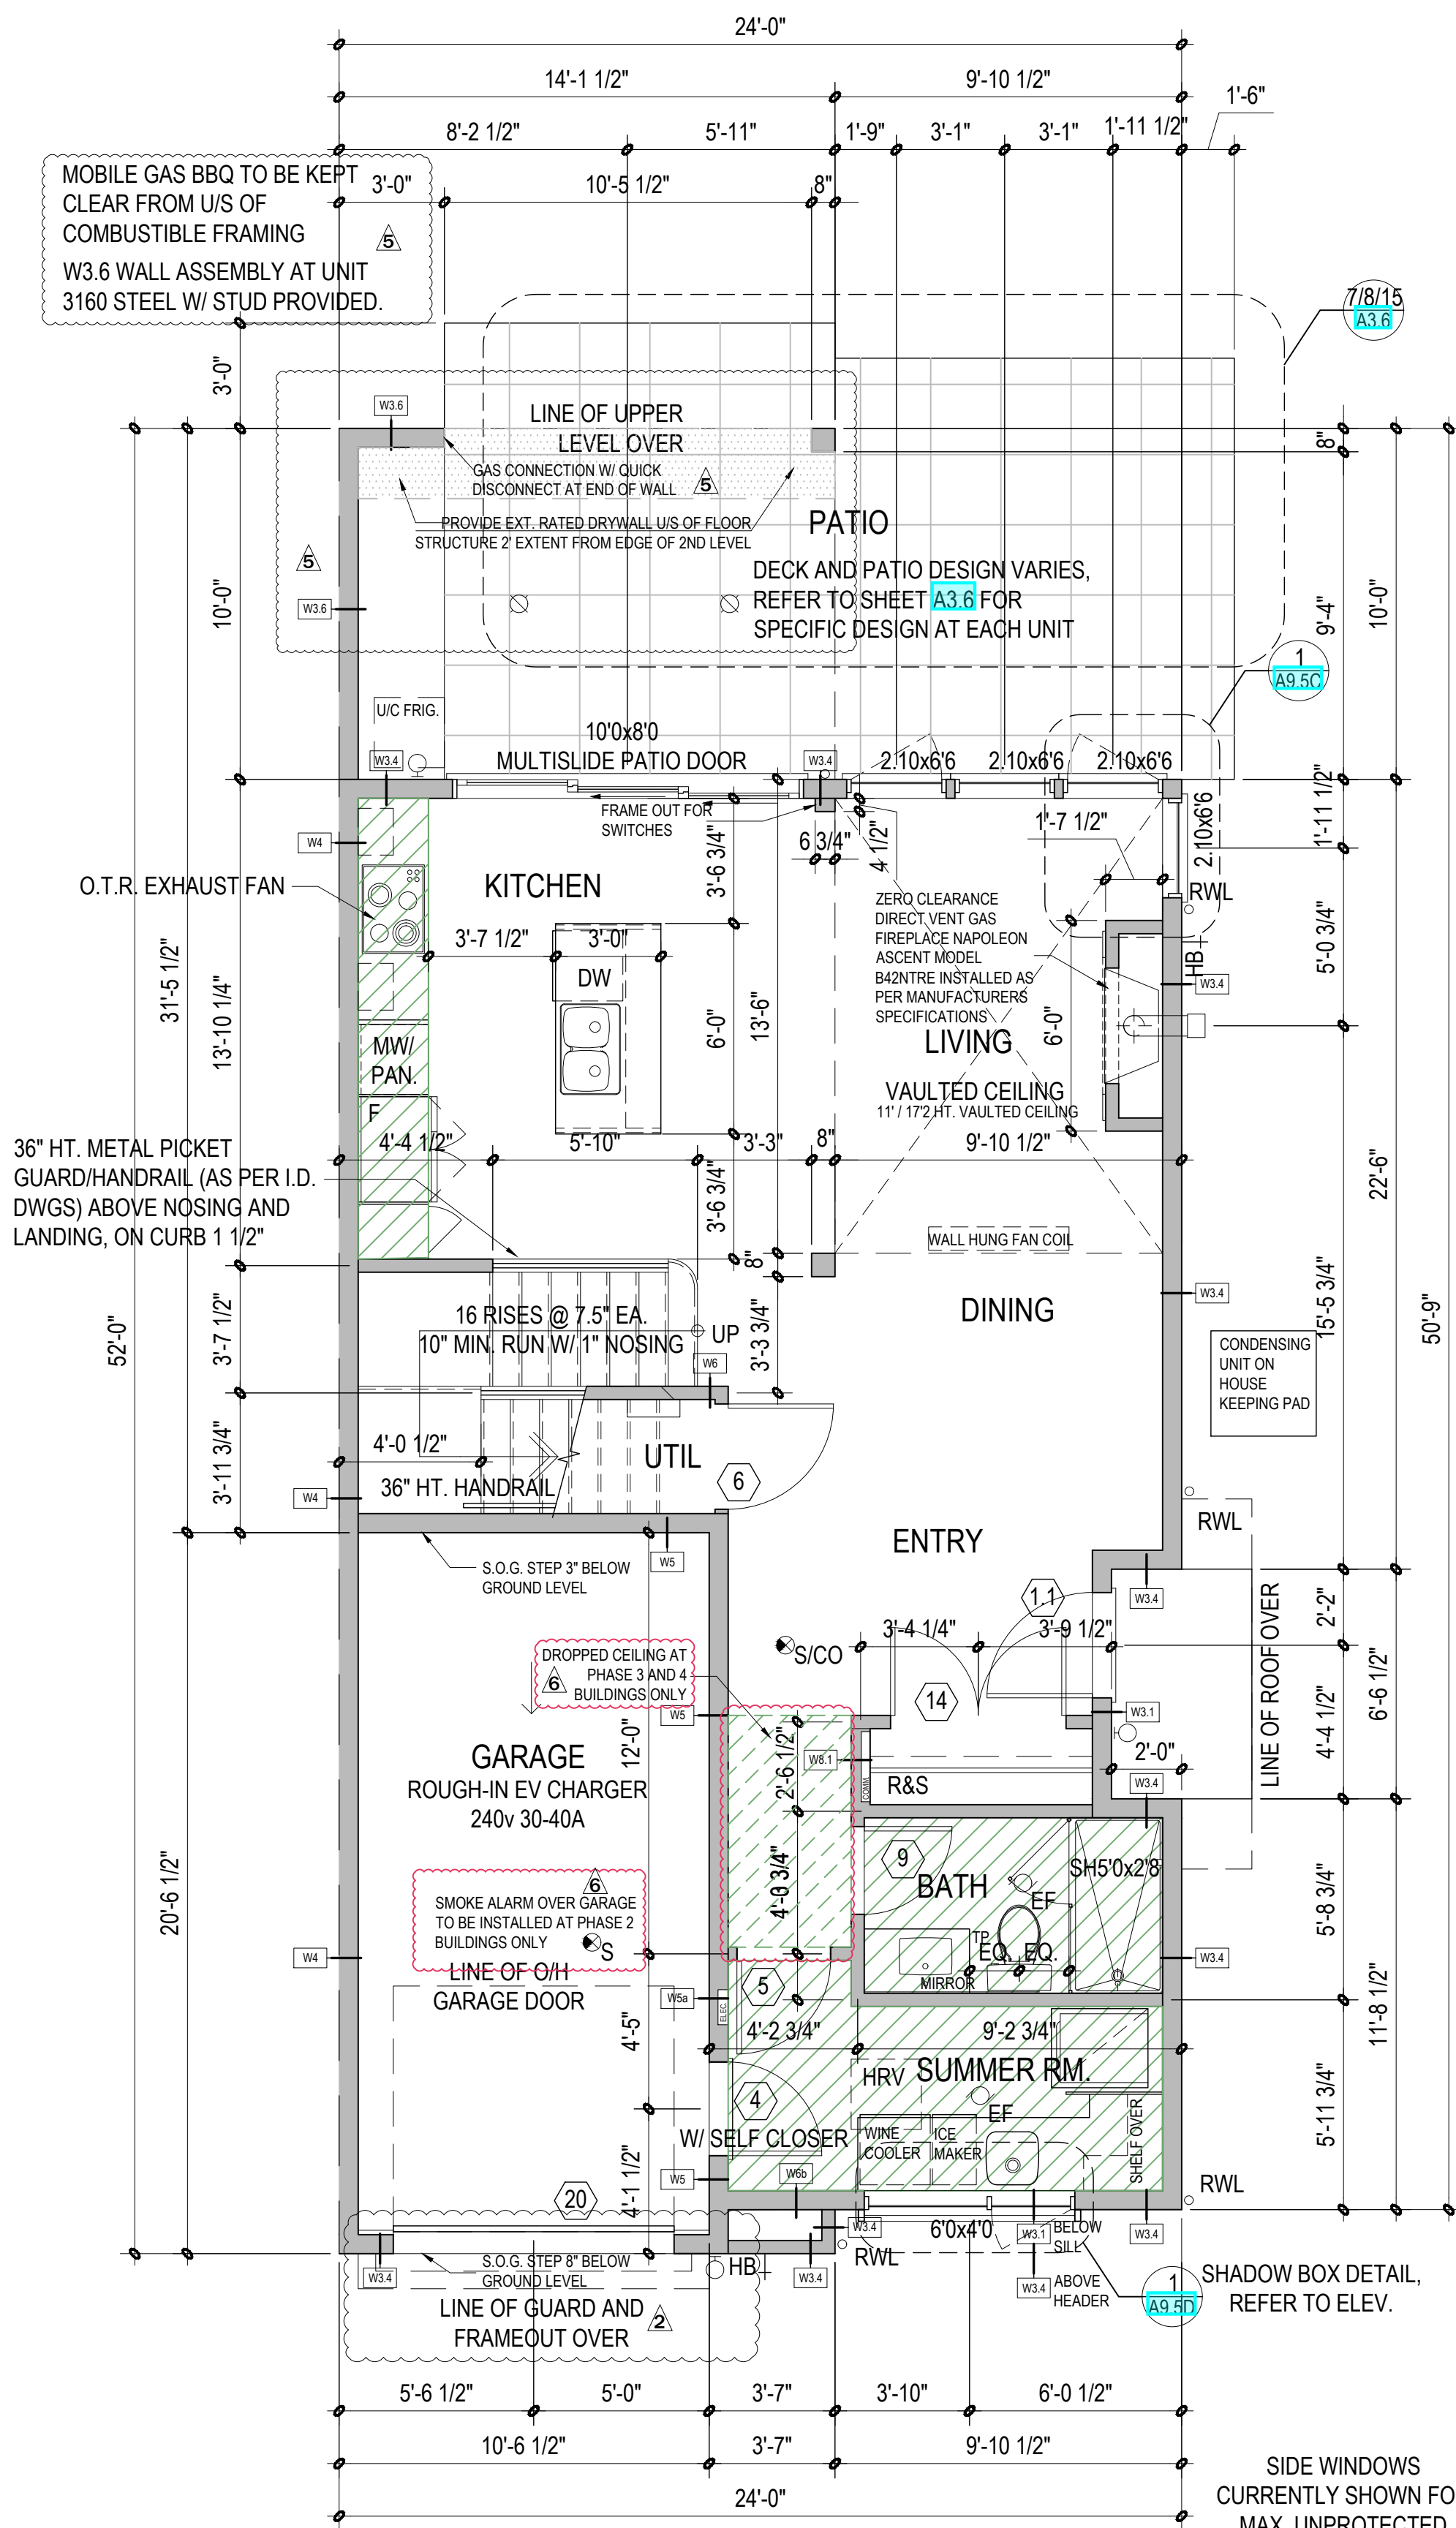 24'-0"
14'-1 1/2"
9'-10 1/2"
1'-6"
8'-2 1/2"
5'-11"
1'-9"
3'-1"
3'-1"
1'-11 1/2"
3'-0"
10'-5 1/2"
8"
MOBILE GAS BBQ TO BE KEPT
CLEAR FROM U/S OF
COMBUSTIBLE FRAMING
5
W3.6 WALL ASSEMBLY AT UNIT
3160 STEEL W/ STUD PROVIDED.
7/8/15
A3.6
3'-0"
W3.6
LINE OF UPPER
LEVEL OVER
GAS CONNECTION W/ QUICK
DISCONNECT AT END OF WALL
5
PROVIDE EXT. RATED DRYWALL U/S OF FLOOR
STRUCTURE 2' EXTENT FROM EDGE OF 2ND LEVEL
5
8"
PATIO
DECK AND PATIO DESIGN VARIES,
REFER TO SHEET A3.6 FOR
SPECIFIC DESIGN AT EACH UNIT
10'-0"
W3.6
9'-4"
10'-0"
1
A9.5C
U/C FRIG.
10'0x8'0
MULTISLIDE PATIO DOOR
W3.4
W3.4
2.10x6'6
2.10x6'6
2.10x6'6
2.10x6'6
1'-11 1/2"
FRAME OUT FOR
SWITCHES
W4
3'-6 3/4"
6 3/4"
4 1/2"
1'-7 1/2"
O.T.R. EXHAUST FAN
KITCHEN
RWL
ZERO CLEARANCE
DIRECT VENT GAS
FIREPLACE NAPOLEON
ASCENT MODEL
B42NTRE INSTALLED AS
PER MANUFACTURERS
SPECIFICATIONS
3'-7 1/2"
3'-0"
DW
HB
W3.4
5'-0 3/4"
31'-5 1/2"
13'-10 1/4"
6'-0"
13'-6"
6'-0"
LIVING
MW/
PAN.
VAULTED CEILING
11' / 17'2 HT. VAULTED CEILING
F
36" HT. METAL PICKET
GUARD/HANDRAIL (AS PER I.D.
DWGS) ABOVE NOSING AND
LANDING, ON CURB 1 1/2"
4'-4 1/2"
5'-10"
3'-3"
8"
9'-10 1/2"
22'-6"
3'-6 3/4"
8"
WALL HUNG FAN COIL
W3.4
15'-5 3/4"
50'-9"
52'-0"
3'-7 1/2"
16 RISES @ 7.5" EA.
10" MIN. RUN W/ 1" NOSING
UP
3'-3 3/4"
DINING
W6
CONDENSING
UNIT ON
HOUSE
KEEPING PAD
3'-11 3/4"
4'-0 1/2"
UTIL
6
36" HT. HANDRAIL
W4
RWL
ENTRY
S.O.G. STEP 3" BELOW
GROUND LEVEL
W5
1.1
W3.4
2'-2"
LINE OF ROOF OVER
DROPPED CEILING AT
PHASE 3 AND 4
BUILDINGS ONLY
6
S/CO
3'-4 1/4"
3'-9 1/2"
14
W5
W3.1
12'-0"
6'-6 1/2"
4'-4 1/2"
GARAGE
ROUGH-IN EV CHARGER
240v 30-40A
2'-6 1/2"
W8.1
COMM.
R&S
2'-0"
W3.4
4'-0 3/4"
9
BATH
SH5'0x2'8
EF
5'-8 3/4"
20'-6 1/2"
6
SMOKE ALARM OVER GARAGE
TO BE INSTALLED AT PHASE 2
BUILDINGS ONLY
S
W4
TP
EQ.
EQ.
MIRROR
W3.4
LINE OF O/H
GARAGE DOOR
W5a
ELEC.
5
4'-2 3/4"
9'-2 3/4"
4'-5"
11'-8 1/2"
SUMMER RM.
HRV
4
EF
W/ SELF CLOSER
WINE
COOLER
ICE
MAKER
SHELF OVER
5'-11 3/4"
W5
W6b
RWL
20
4'-1 1/2"
W3.4
6'0x4'0
W3.1
BELOW
SILL
W3.4
S.O.G. STEP 8" BELOW
GROUND LEVEL
W3.4
HB
W3.4
RWL
W3.4
ABOVE
HEADER
1
A9.5D
SHADOW BOX DETAIL,
REFER TO ELEV.
LINE OF GUARD AND
FRAMEOUT OVER
2
5'-6 1/2"
5'-0"
3'-7"
3'-10"
6'-0 1/2"
10'-6 1/2"
3'-7"
9'-10 1/2"
24'-0"
SIDE WINDOWS
CURRENTLY SHOWN FO
MAX. UNPROTECTED